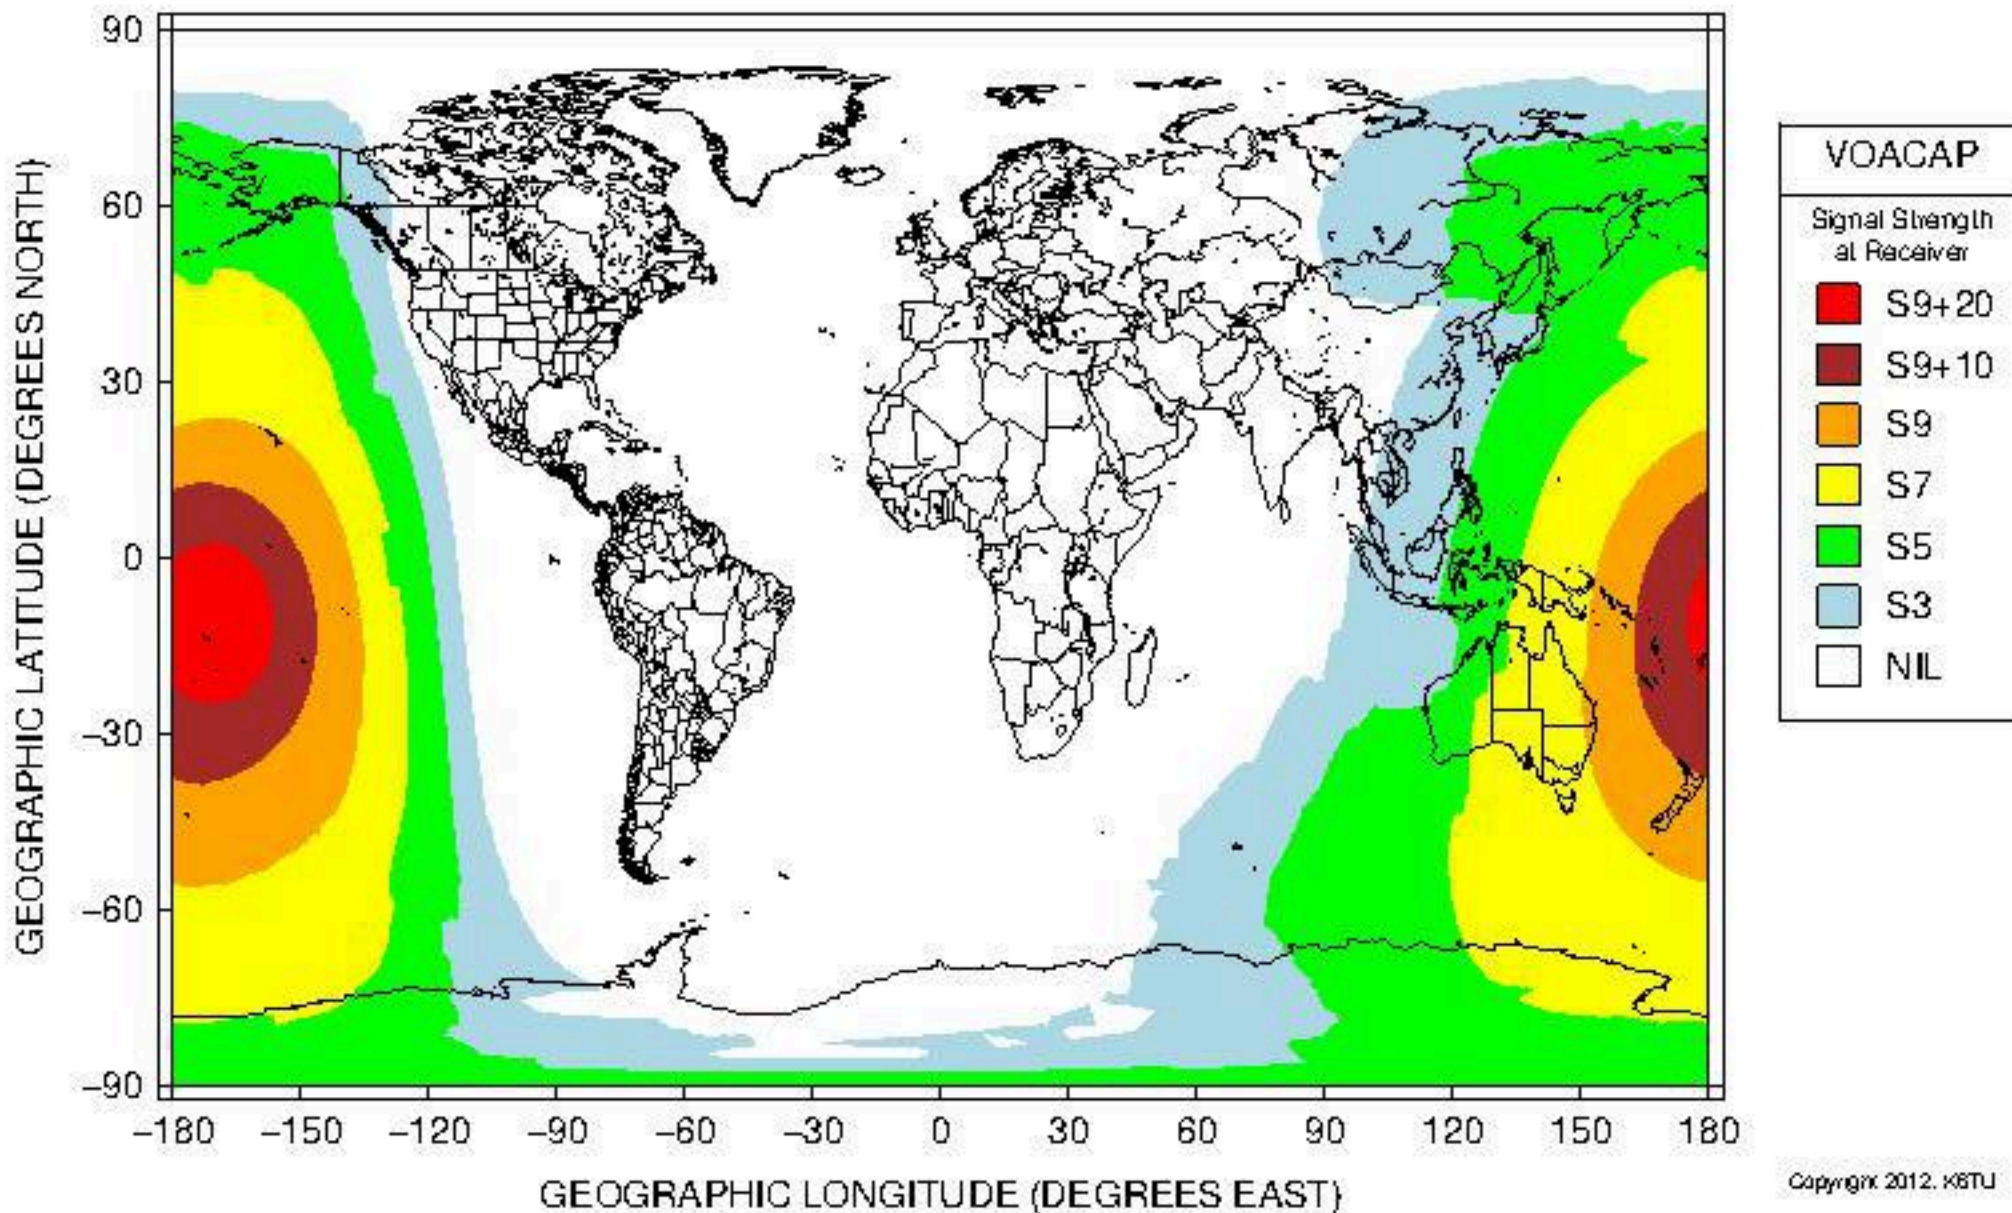 GEOGRAPHIC LATITUDE (DEGREES NORTH)
90
60
30
0
−30
−60
−90
−180 −150 −120 −90 −60 −30 0 30 60 90 120 150 180
GEOGRAPHIC LONGITUDE (DEGREES EAST)
VOACAP
Signal Strength
at Receiver
S9+20
S9+10
S9
S7
S5
S3
NIL
Copyright 2012, K6TU